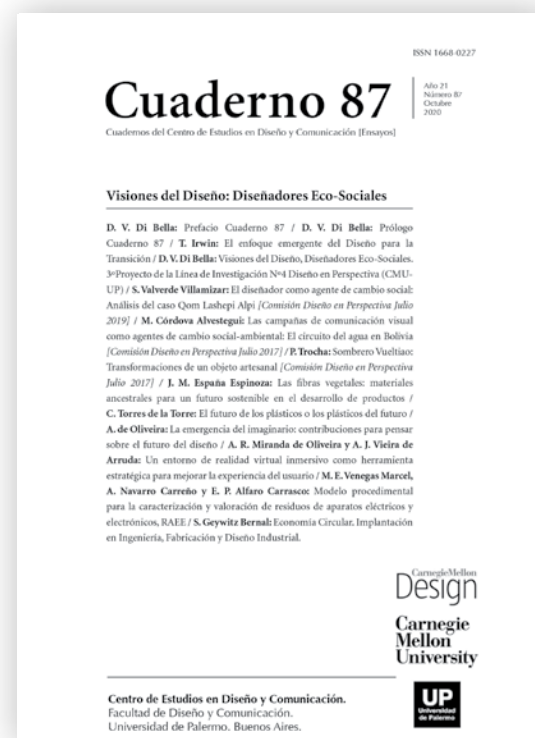 ISSN 1668-0227
Cuaderno 87
Año 21
Número 87
Octubre
2020
Cuadernos del Centro de Estudios en Diseño y Comunicación [Ensayos]
Visiones del Diseño: Diseñadores Eco-Sociales
D. V. Di Bella: Prefacio Cuaderno 87 / D. V. Di Bella: Prólogo
Cuaderno 87 / T. Irwin: El enfoque emergente del Diseño para la
Transición / D. V. Di Bella: Visiones del Diseño, Diseñadores Eco-Sociales.
3ºProyecto de la Línea de Investigación Nº4 Diseño en Perspectiva (CMU-
UP) / S. Valverde Villamizar: El diseñador como agente de cambio social:
Análisis del caso Qom Lashepi Alpi [Comisión Diseño en Perspectiva Julio
2019] / M. Córdova Alvestegui: Las campañas de comunicación visual
como agentes de cambio social-ambiental: El circuito del agua en Bolivia
[Comisión Diseño en Perspectiva Julio 2017] / P. Trocha: Sombrero Vueltiao:
Transformaciones de un objeto artesanal [Comisión Diseño en Perspectiva
Julio 2017] / J. M. España Espinoza: Las fibras vegetales: materiales
ancestrales para un futuro sostenible en el desarrollo de productos /
C. Torres de la Torre: El futuro de los plásticos o los plásticos del futuro /
A. de Oliveira: La emergencia del imaginario: contribuciones para pensar
sobre el futuro del diseño / A. R. Miranda de Oliveira y A. J. Vieira de
Arruda: Un entorno de realidad virtual inmersivo como herramienta
estratégica para mejorar la experiencia del usuario / M. E. Venegas Marcel,
A. Navarro Carreño y E. P. Alfaro Carrasco: Modelo procedimental
para la caracterización y valoración de residuos de aparatos eléctricos y
electrónicos, RAEE / S. Geywitz Bernal: Economía Circular. Implantación
en Ingeniería, Fabricación y Diseño Industrial.
CarnegieMellon
Design
Carnegie
Mellon
University
UP
Universidad
de Palermo
Centro de Estudios en Diseño y Comunicación.
Facultad de Diseño y Comunicación.
Universidad de Palermo. Buenos Aires.